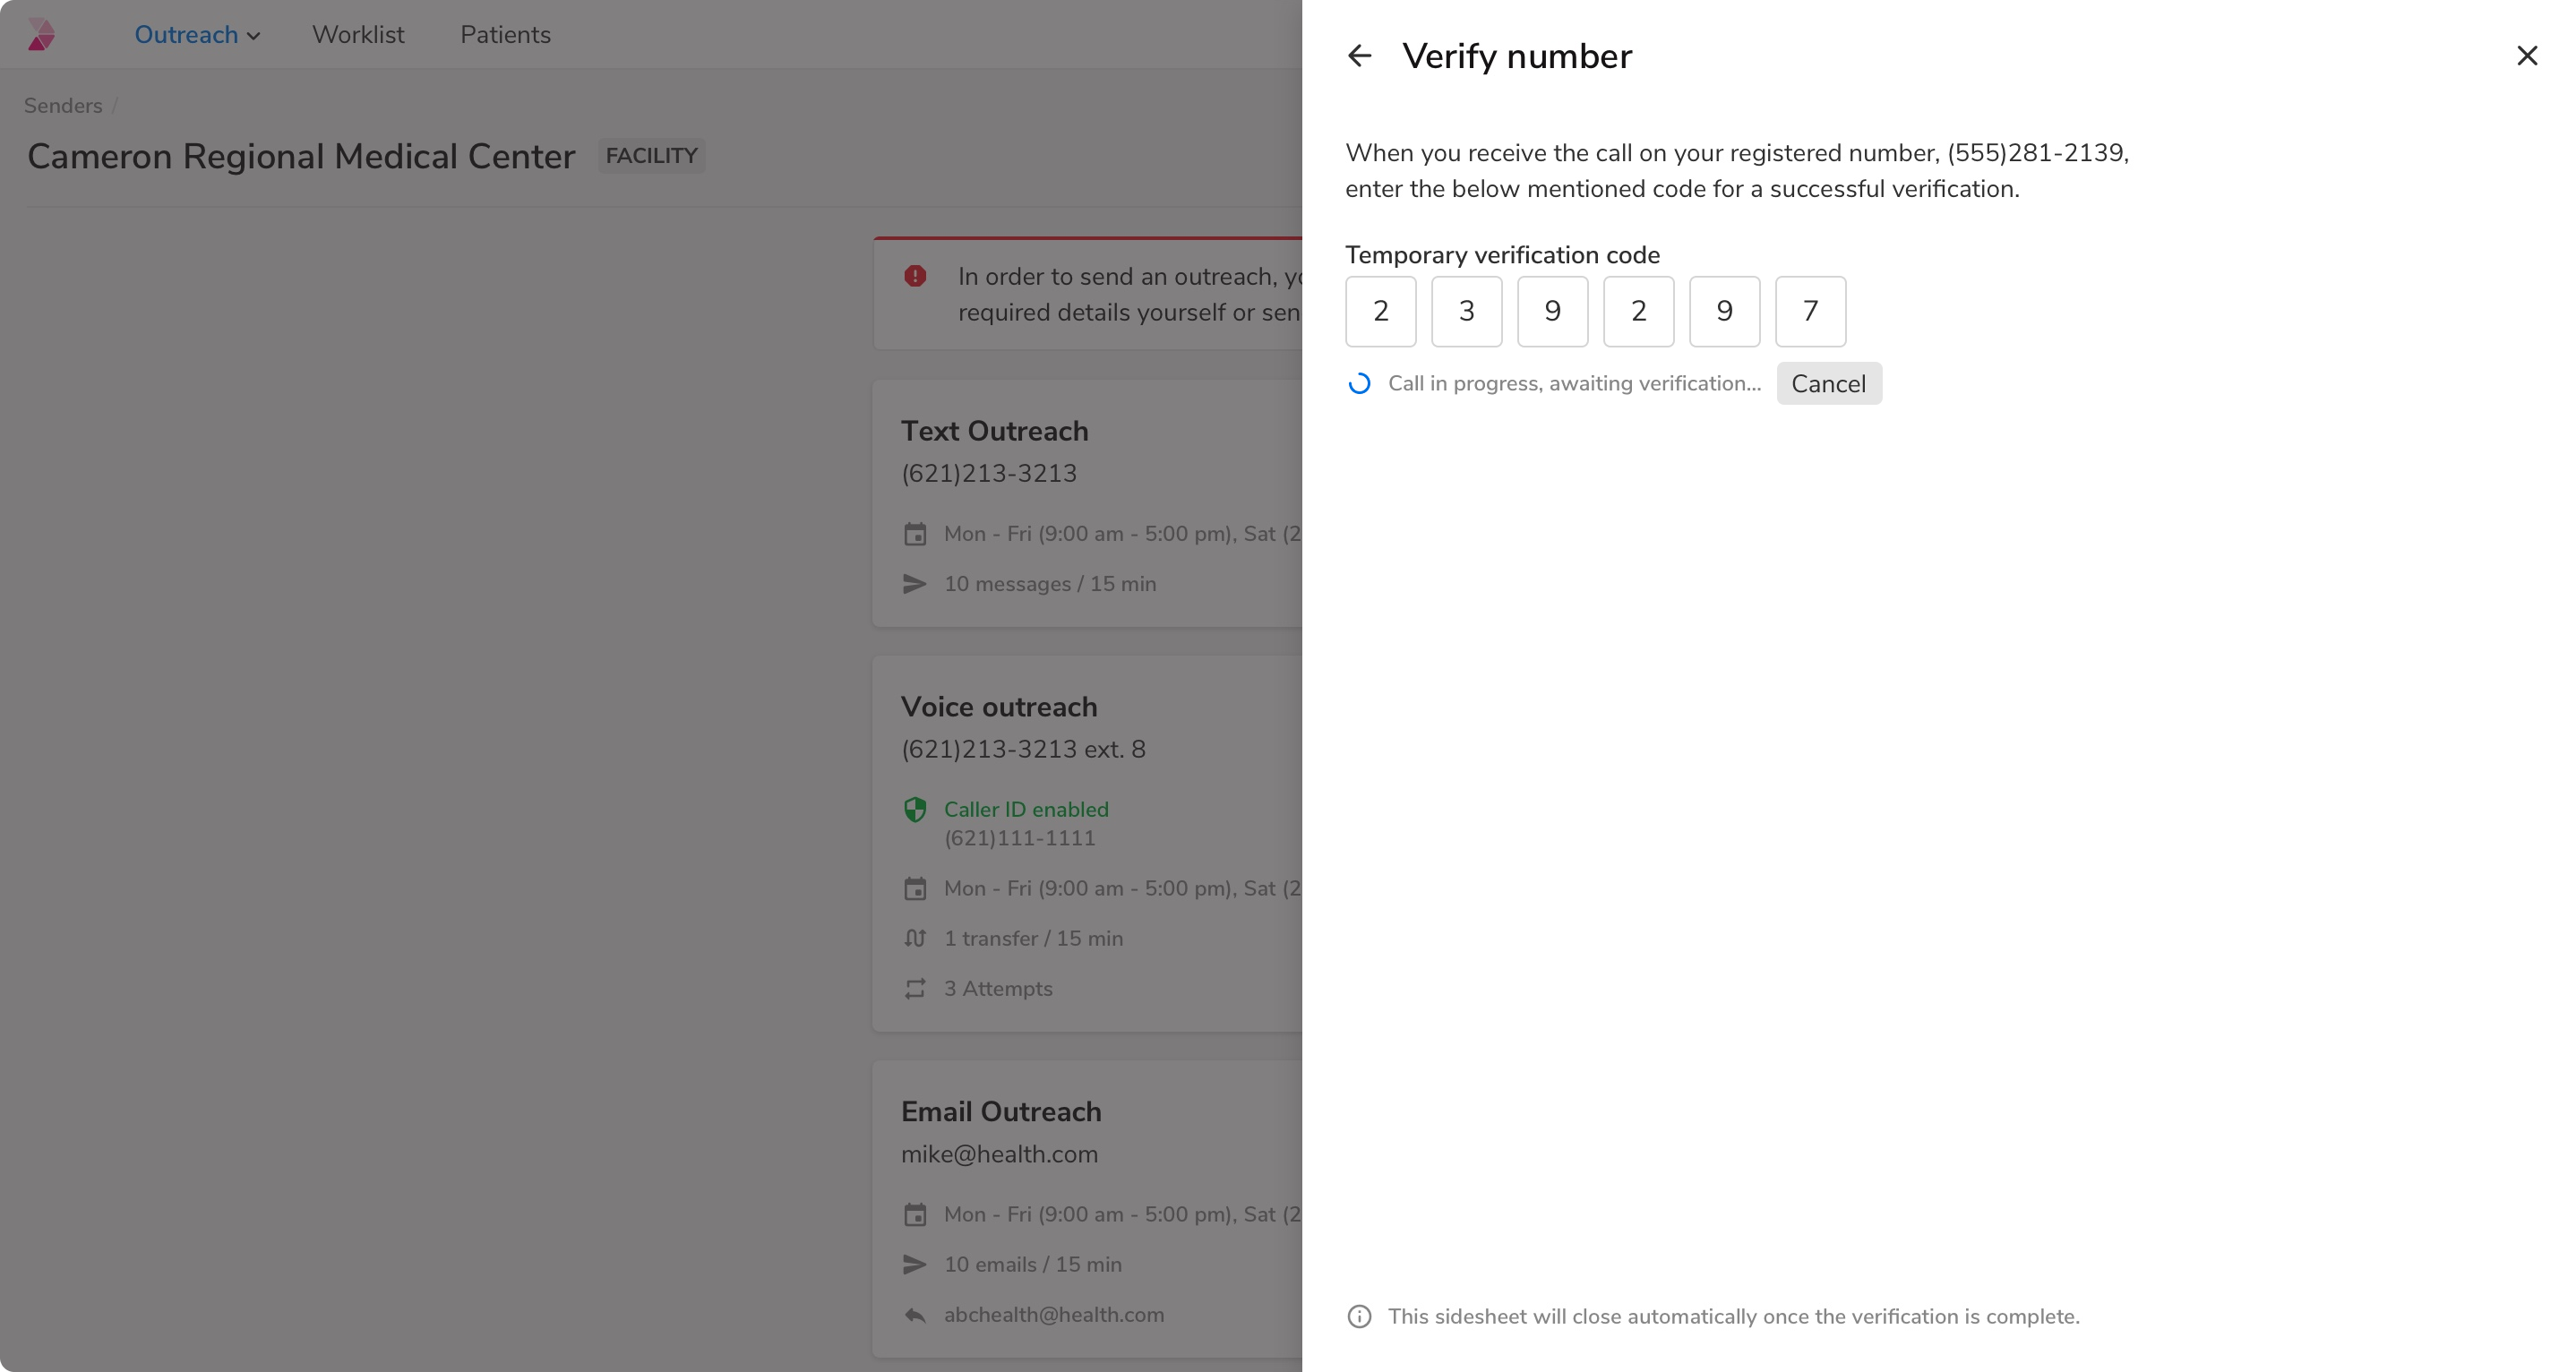 Outreach
Worklist
Patients
Senders /
Cameron Regional Medical Center
FACILITY
In order to send an outreach,
required details yourself or
Text Outreach
(621)213-3213
Mon - Fri (9:00 am - 5:00 pm), Sat (2
10 messages / 15 min
Voice outreach
(621)213-3213 ext. 8
Caller ID enabled
(621)111-1111
Mon - Fri (9:00 am - 5:00 pm), Sat (2
1 transfer / 15 min
3 Attempts
Email Outreach
mike@health.com
Mon - Fri (9:00 am - 5:00 pm), Sat (2
10 emails / 15 min
abchealth@health.com
Verify number
When you receive the call on your registered number, (555)281-2139,
enter the below mentioned code for a successful verification.
Temporary verification code
2 3 9 2 9 7
Call in progress, awaiting verification...
Cancel
This sidesheet will close automatically once the verification is complete.